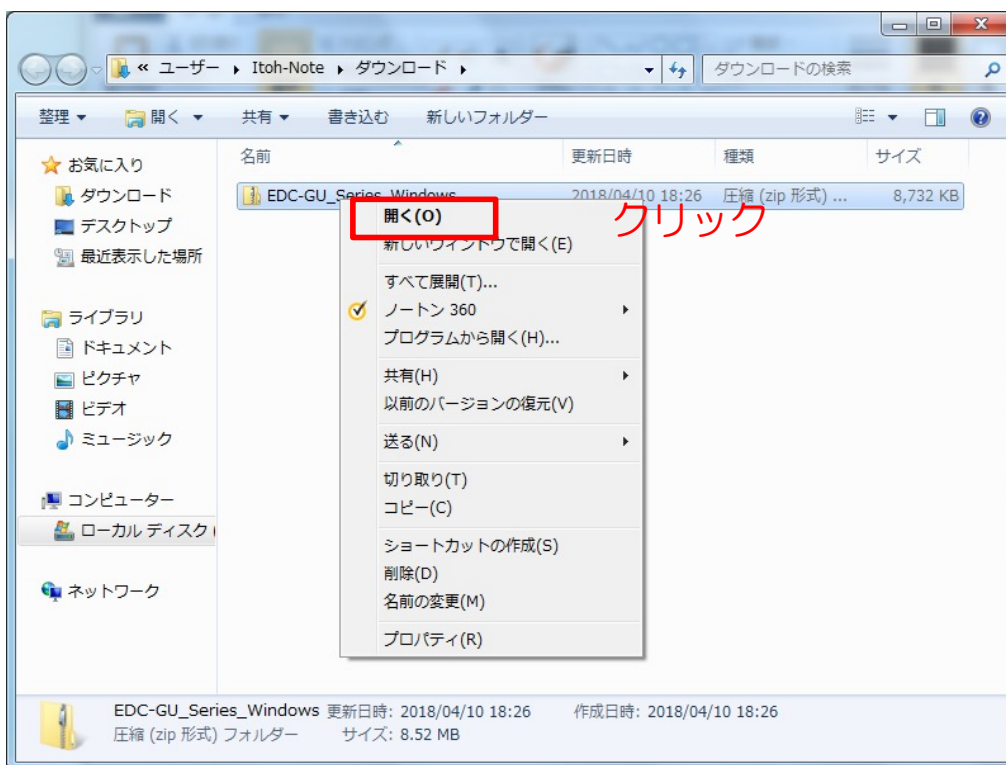 « ユーザー ▸ Itoh-Note ▸ ダウンロード ▸ ダウンロードの検索
整理 ▼ 開く ▼ 共有 ▼ 書き込む 新しいフォルダー
お気に入り
ダウンロード
デスクトップ
最近表示した場所
ライブラリ
ドキュメント
ピクチャ
ビデオ
ミュージック
コンピューター
ローカル ディスク (
ネットワーク
名前 更新日時 種類 サイズ
EDC-GU_Series_Windows 2018/04/10 18:26 圧縮 (zip 形式) ... 8,732 KB
開く(O)
クリック
新しいウィンドウで開く(E)
すべて展開(T)...
ノートン 360
プログラムから開く(H)...
共有(H)
以前のバージョンの復元(V)
送る(N)
切り取り(T)
コピー(C)
ショートカットの作成(S)
削除(D)
名前の変更(M)
プロパティ(R)
EDC-GU_Series_Windows 更新日時: 2018/04/10 18:26 作成日時: 2018/04/10 18:26
圧縮 (zip 形式) フォルダー サイズ: 8.52 MB